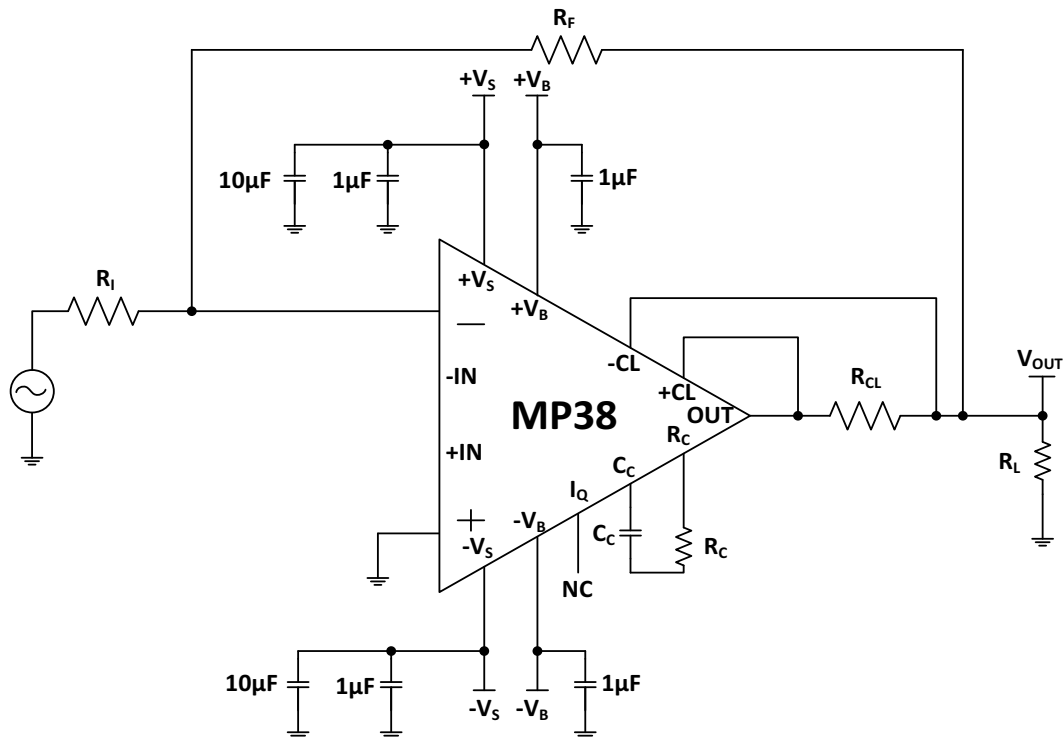 R_F
+V_S +V_B
10µF 1µF 1µF
R_I
+V_S
+V_B
-CL
-IN
+CL
V_OUT
R_CL
OUT
MP38
R_C
+IN
C_C
R_L
I_Q
-V_B
-V_S
C_C R_C
NC
10µF 1µF 1µF
-V_S -V_B